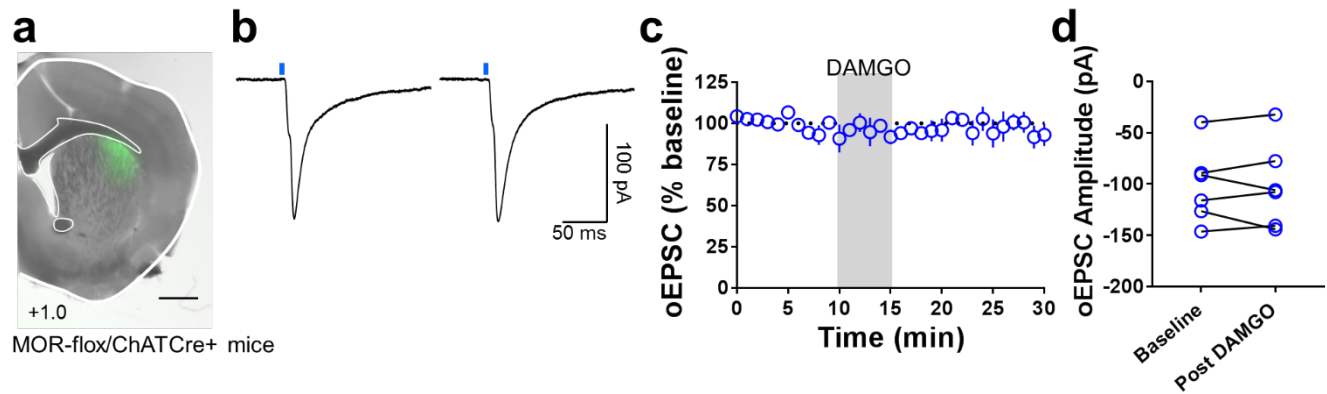 a
+1.0
MOR-flox/ChATCre+ mice
b
100 pA
50 ms
c
DAMGO
oEPSC (% baseline)
125
100
75
50
25
0
0 5 10 15 20 25 30
Time (min)
d
oEPSC Amplitude (pA)
0
-50
-100
-150
-200
Baseline
Post DAMGO